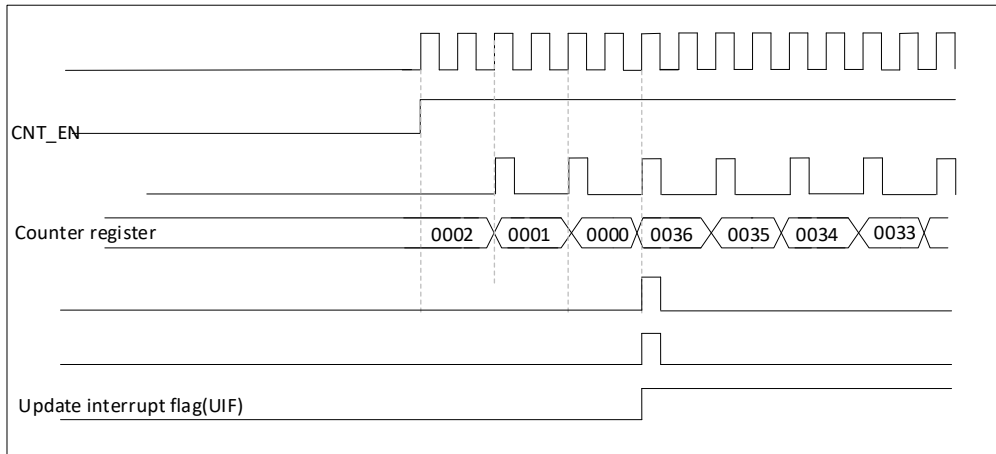 CNT_EN
Counter register 0002 0001 0000 0036 0035 0034 0033
Update interrupt flag(UIF)